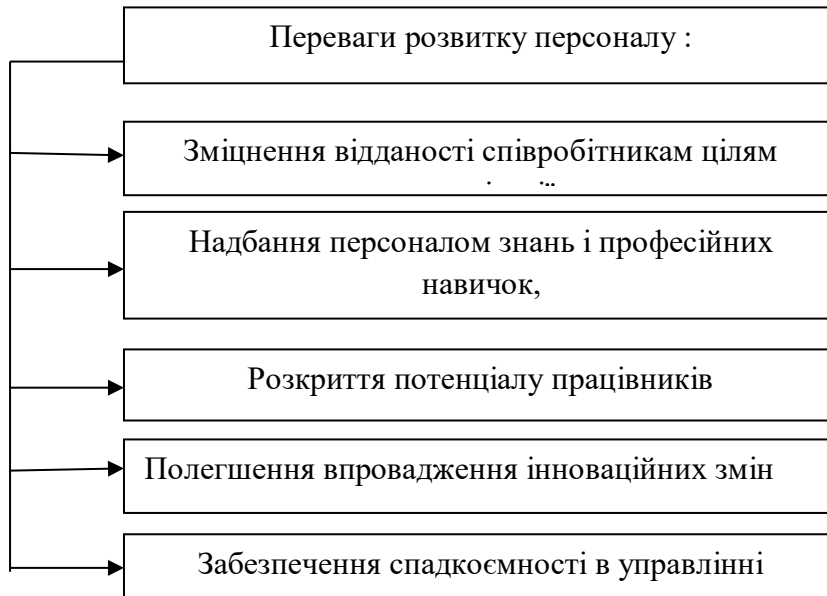 Переваги розвитку персоналу :
Зміцнення відданості співробітникам цілям
Надбання персоналом знань і професійних
навичок,
Розкриття потенціалу працівників
Полегшення впровадження інноваційних змін
Забезпечення спадкоємності в управлінні